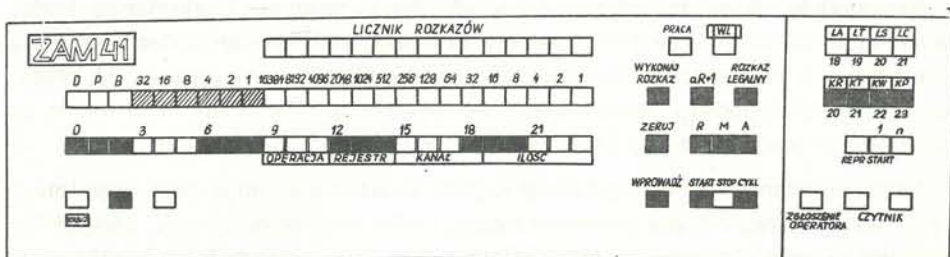 ZAM 41
LICZNIK ROZKAZÓW
D P B 32 16 8 4 2 1 16384 8192 4096 2048 1024 512 256 128 64 32 16 8 4 2 1
0 3 6 9 12 15 18 21
OPERACJA REJESTR KANAŁ ILOŚĆ
PRACA WŁ
WYKONAJ ROZKAZ aR+1 ROZKAZ LEGALNY
ZERUJ R M A
WPROWADŹ START STOP CYKL
LA LT LS LC
18 19 20 21
KR KT KW KP
20 21 22 23
1 n
REPR START
ZGŁOSZENIE OPERATORA CZYTNIK